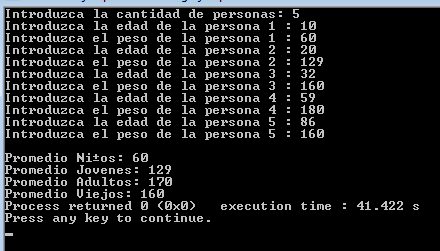 Introduzca la cantidad de personas: 5
Introduzca la edad de la persona 1 : 10
Introduzca el peso de la persona 1 : 60
Introduzca la edad de la persona 2 : 20
Introduzca el peso de la persona 2 : 129
Introduzca la edad de la persona 3 : 32
Introduzca el peso de la persona 3 : 160
Introduzca la edad de la persona 4 : 59
Introduzca el peso de la persona 4 : 180
Introduzca la edad de la persona 5 : 86
Introduzca el peso de la persona 5 : 160
Promedio Ni±os: 60
Promedio Jovenes: 129
Promedio Adultos: 170
Promedio Viejos: 160
Process returned 0 (0x0)   execution time : 41.422 s
Press any key to continue.